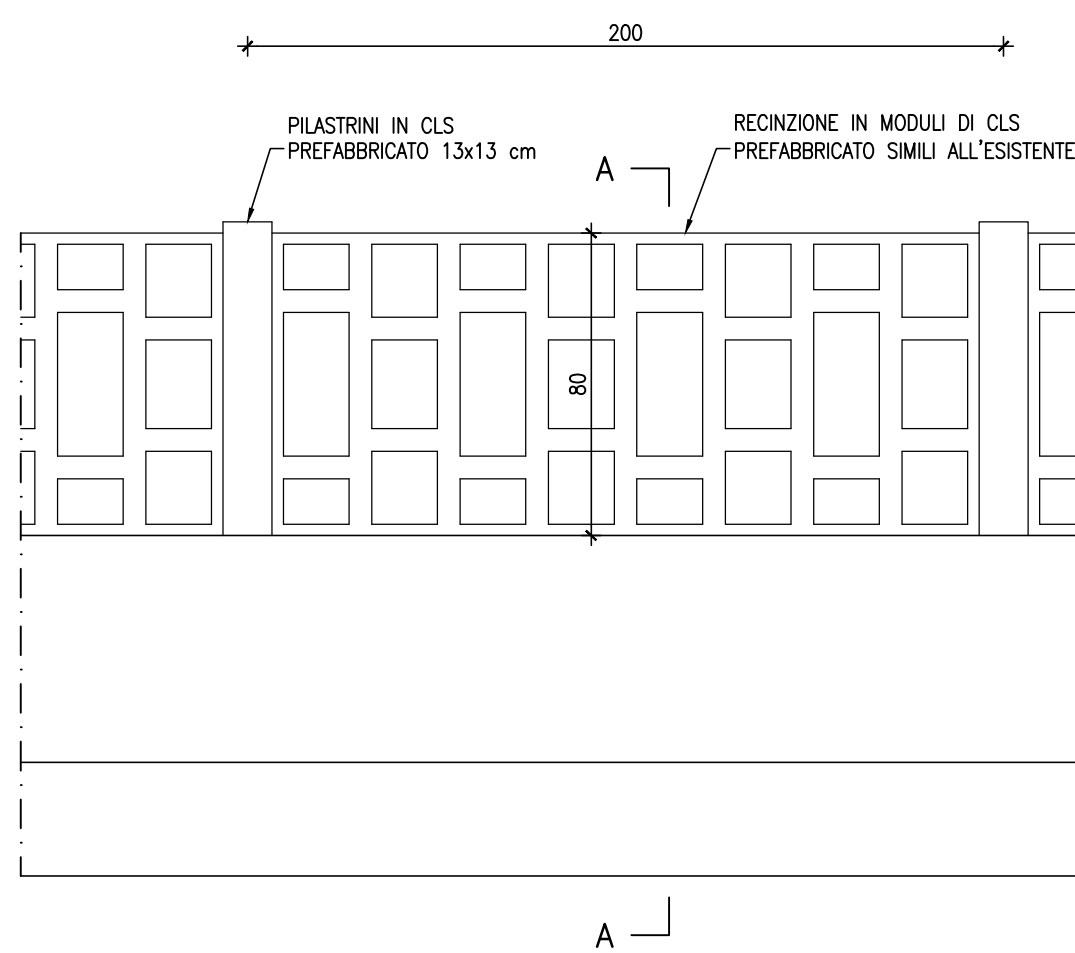 200
PILASTRINI IN CLS
PREFABBRICATO 13x13 cm
RECINZIONE IN MODULI DI CLS
PREFABBRICATO SIMILI ALL'ESISTENTE
A
80
A